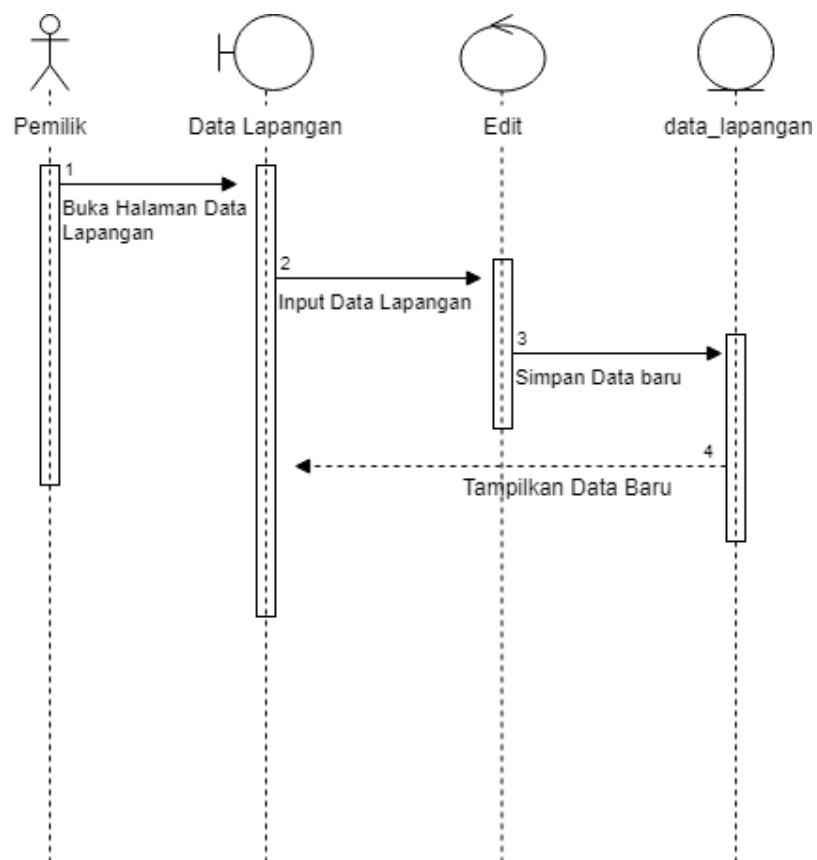 Pemilik
Data Lapangan
Edit
data_lapangan
1
Buka Halaman Data
Lapangan
2
Input Data Lapangan
3
Simpan Data baru
4
Tampilkan Data Baru